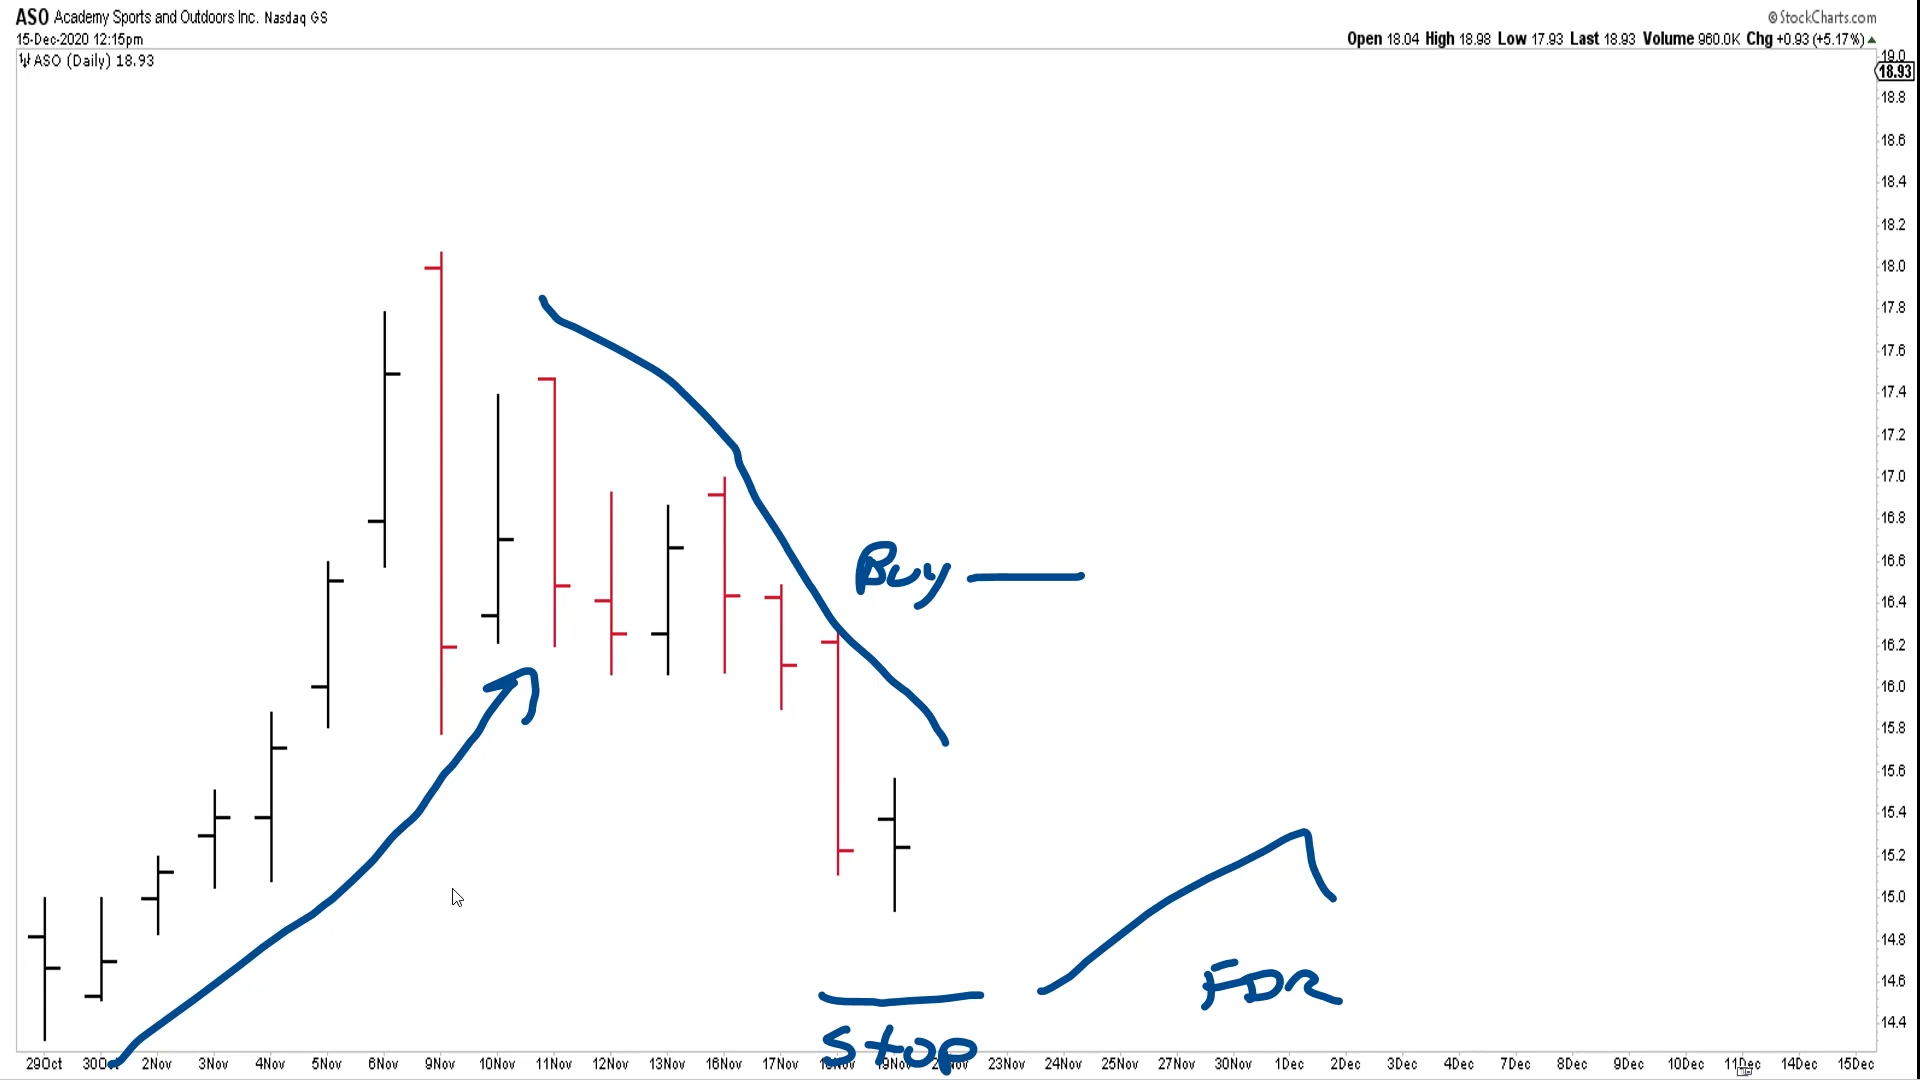 ASO Academy Sports and Outdoors Inc. Nasdaq GS
© StockCharts.com
15-Dec-2020 12:15pm
Open 18.04 High 18.98 Low 17.93 Last 18.93 Volume 960.0K Chg +0.93 (+5.17%)
ASO (Daily) 18.93
19.0
18.93
18.8
18.6
18.4
18.2
18.0
17.8
17.6
17.4
17.2
17.0
16.8
16.6
16.4
16.2
16.0
15.8
15.6
15.4
15.2
15.0
14.8
14.6
14.4
Buy
FDR
Stop
29Oct 30Oct 2Nov 3Nov 4Nov 5Nov 6Nov 9Nov 10Nov 11Nov 12Nov 13Nov 16Nov 17Nov 18Nov 19Nov 20Nov 23Nov 24Nov 25Nov 27Nov 30Nov 1Dec 2Dec 3Dec 4Dec 7Dec 8Dec 9Dec 10Dec 11Dec 14Dec 15Dec